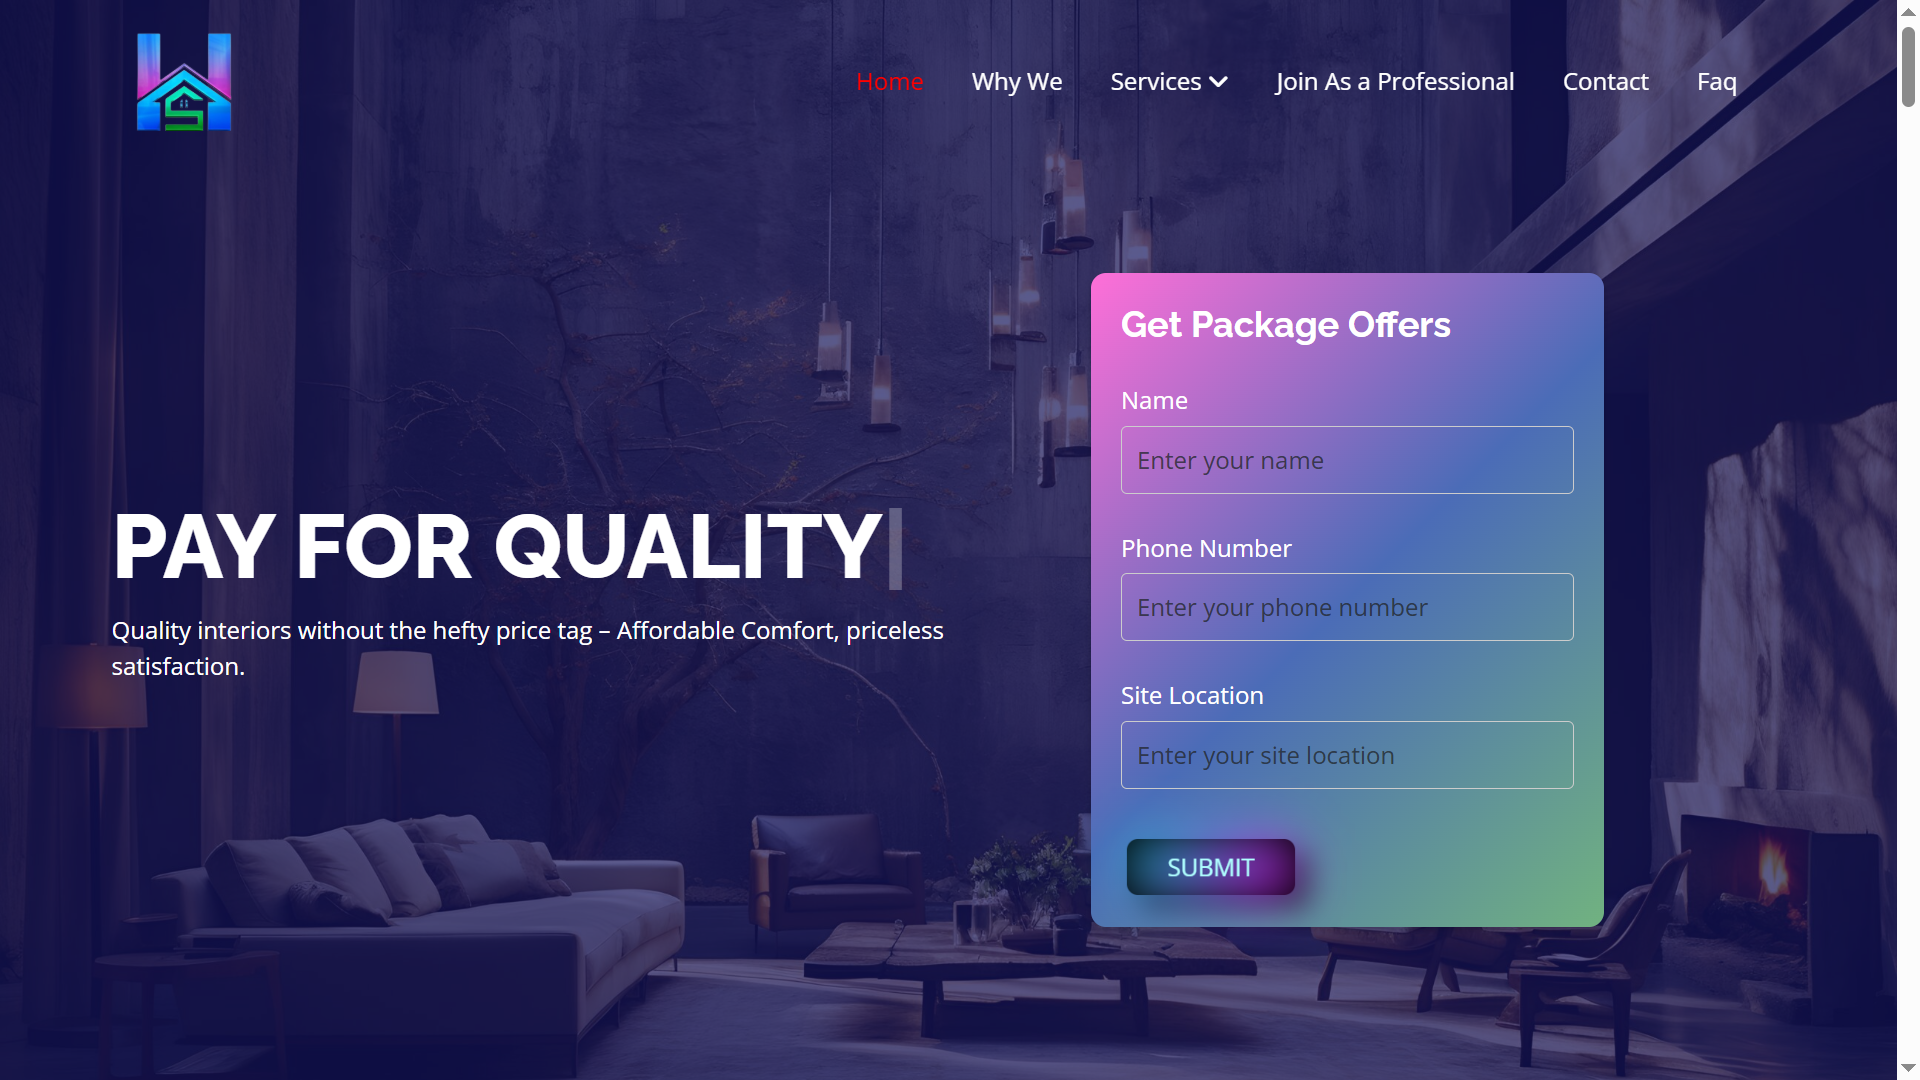 Home
Why We
Services
Join As a Professional
Contact
Faq
PAY FOR QUALITY
Quality interiors without the hefty price tag – Affordable Comfort, priceless
satisfaction.
Get Package Offers
Name
Enter your name
Phone Number
Enter your phone number
Site Location
Enter your site location
SUBMIT